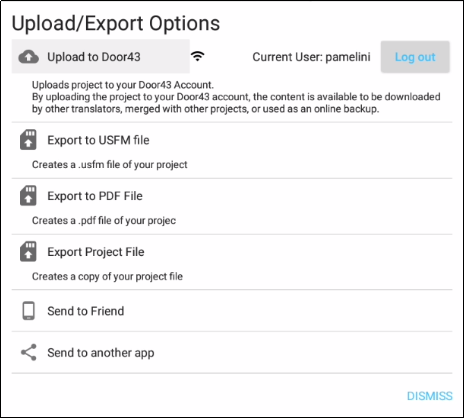 Upload/Export Options
Upload to Door43
Current User: pamelini
Log out
Uploads project to your Door43 Account.
By uploading the project to your Door43 account, the content is available to be downloaded
by other translators, merged with other projects, or used as an online backup.
Export to USFM file
Creates a .usfm file of your project
Export to PDF File
Creates a .pdf file of your projec
Export Project File
Creates a copy of your project file
Send to Friend
Send to another app
DISMISS